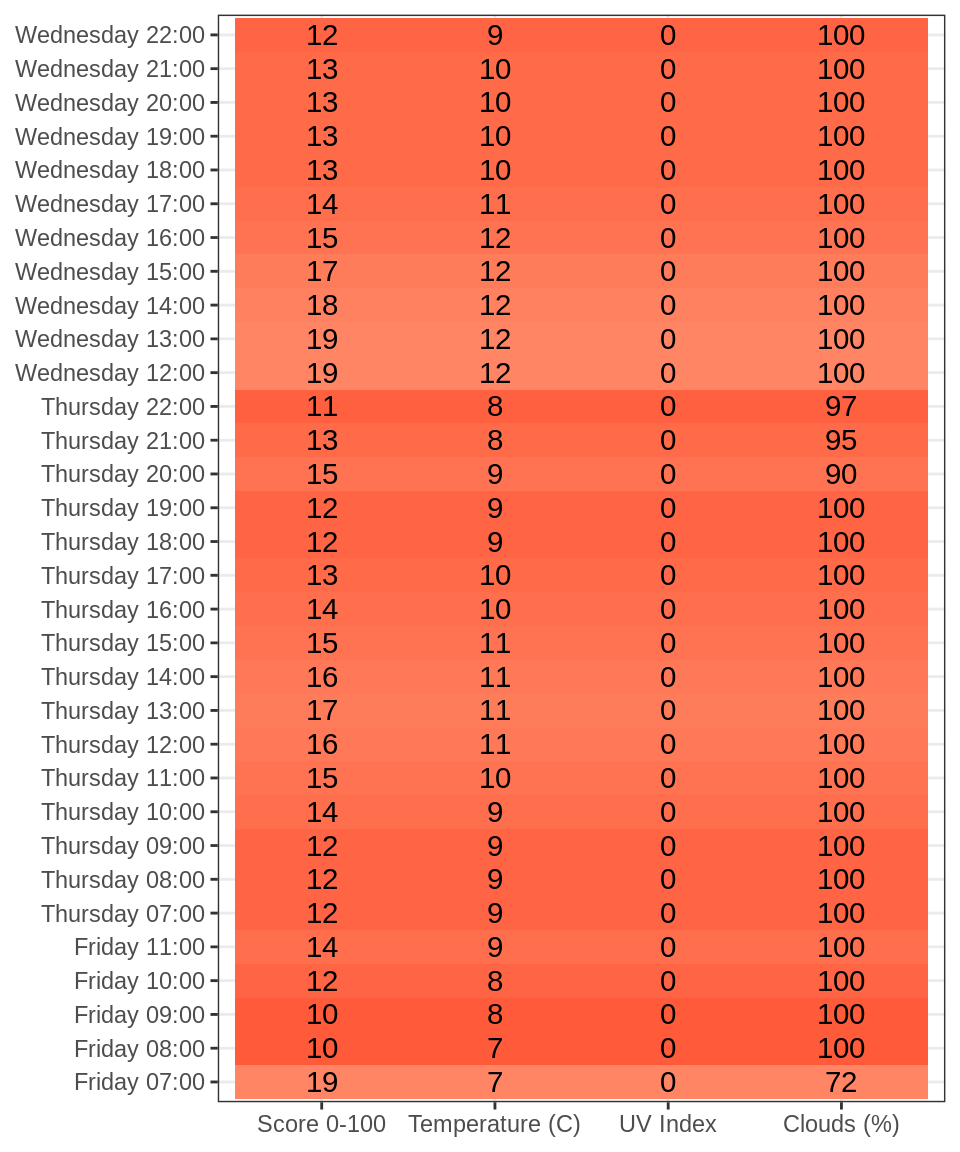 Wednesday 22:00 12 9 0 100
Wednesday 21:00 13 10 0 100
Wednesday 20:00 13 10 0 100
Wednesday 19:00 13 10 0 100
Wednesday 18:00 13 10 0 100
Wednesday 17:00 14 11 0 100
Wednesday 16:00 15 12 0 100
Wednesday 15:00 17 12 0 100
Wednesday 14:00 18 12 0 100
Wednesday 13:00 19 12 0 100
Wednesday 12:00 19 12 0 100
Thursday 22:00 11 8 0 97
Thursday 21:00 13 8 0 95
Thursday 20:00 15 9 0 90
Thursday 19:00 12 9 0 100
Thursday 18:00 12 9 0 100
Thursday 17:00 13 10 0 100
Thursday 16:00 14 10 0 100
Thursday 15:00 15 11 0 100
Thursday 14:00 16 11 0 100
Thursday 13:00 17 11 0 100
Thursday 12:00 16 11 0 100
Thursday 11:00 15 10 0 100
Thursday 10:00 14 9 0 100
Thursday 09:00 12 9 0 100
Thursday 08:00 12 9 0 100
Thursday 07:00 12 9 0 100
Friday 11:00 14 9 0 100
Friday 10:00 12 8 0 100
Friday 09:00 10 8 0 100
Friday 08:00 10 7 0 100
Friday 07:00 19 7 0 72
Score 0-100 Temperature (C) UV Index Clouds (%)